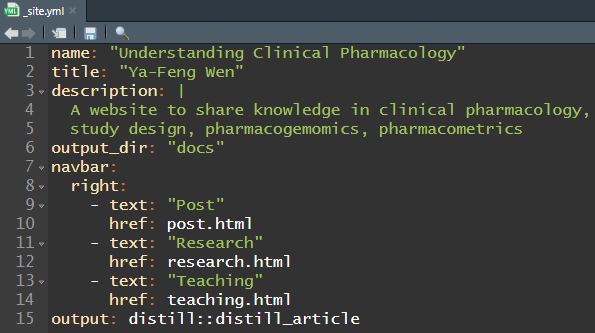 YML _site.yml ×
1 name: "Understanding Clinical Pharmacology"
2 title: "Ya-Feng Wen"
3 description: |
4   A website to share knowledge in clinical pharmacology,
5   study design, pharmacogemomics, pharmacometrics
6 output_dir: "docs"
7 navbar:
8   right:
9     - text: "Post"
10       href: post.html
11     - text: "Research"
12       href: research.html
13     - text: "Teaching"
14       href: teaching.html
15 output: distill::distill_article